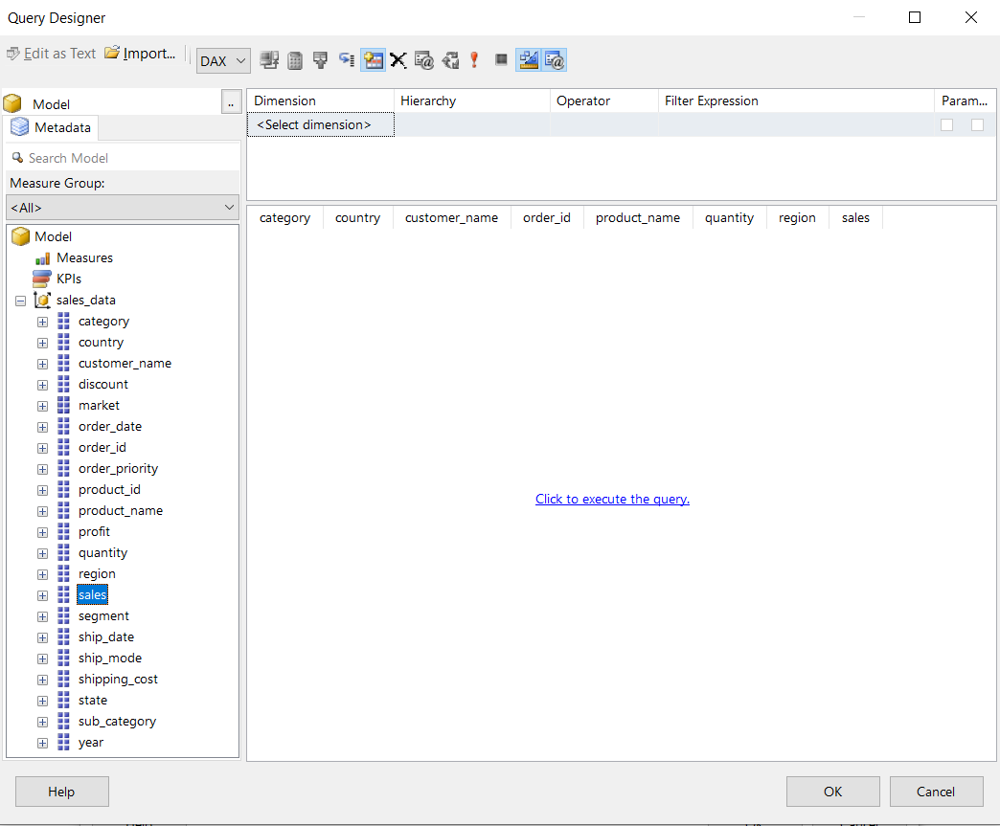 Query Designer
Edit as Text Import... DAX
Model ..
Metadata
Search Model
Measure Group:
<All>
Model
Measures
KPIs
sales_data
category
country
customer_name
discount
market
order_date
order_id
order_priority
product_id
product_name
profit
quantity
region
sales
segment
ship_date
ship_mode
shipping_cost
state
sub_category
year
Dimension Hierarchy Operator Filter Expression Param...
<Select dimension>
category country customer_name order_id product_name quantity region sales
Click to execute the query.
Help OK Cancel